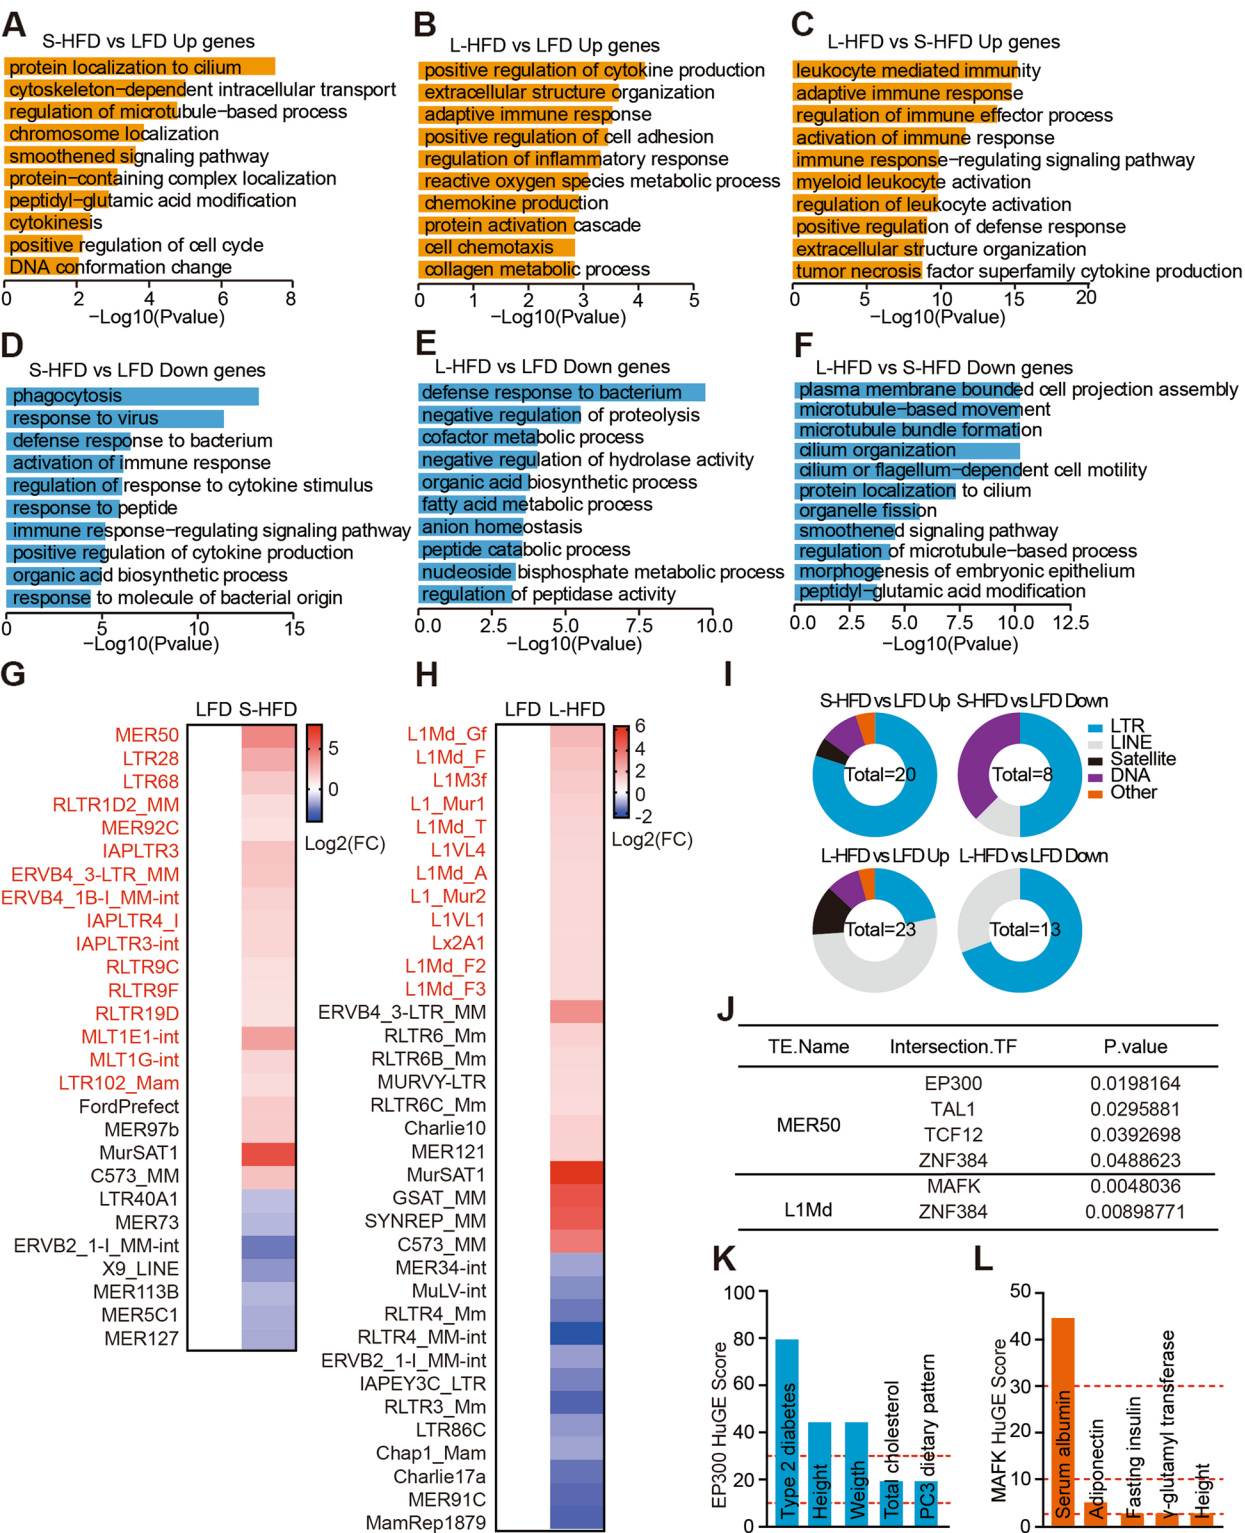 A
S-HFD vs LFD Up genes
protein localization to cilium
cytoskeleton−dependent intracellular transport
regulation of microtubule−based process
chromosome localization
smoothened signaling pathway
protein−containing complex localization
peptidyl−glutamic acid modification
cytokinesis
positive regulation of cell cycle
DNA conformation change
0 2 4 6 8
−Log10(Pvalue)
B
L-HFD vs LFD Up genes
positive regulation of cytokine production
extracellular structure organization
adaptive immune response
positive regulation of cell adhesion
regulation of inflammatory response
reactive oxygen species metabolic process
chemokine production
protein activation cascade
cell chemotaxis
collagen metabolic process
0 1 2 3 4 5
−Log10(Pvalue)
C
L-HFD vs S-HFD Up genes
leukocyte mediated immunity
adaptive immune response
regulation of immune effector process
activation of immune response
immune response−regulating signaling pathway
myeloid leukocyte activation
regulation of leukocyte activation
positive regulation of defense response
extracellular structure organization
tumor necrosis factor superfamily cytokine production
0 5 10 15 20
−Log10(Pvalue)
D
S-HFD vs LFD Down genes
phagocytosis
response to virus
defense response to bacterium
activation of immune response
regulation of response to cytokine stimulus
response to peptide
immune response−regulating signaling pathway
positive regulation of cytokine production
organic acid biosynthetic process
response to molecule of bacterial origin
0 5 10 15
−Log10(Pvalue)
E
L-HFD vs LFD Down genes
defense response to bacterium
negative regulation of proteolysis
cofactor metabolic process
negative regulation of hydrolase activity
organic acid biosynthetic process
fatty acid metabolic process
anion homeostasis
peptide catabolic process
nucleoside bisphosphate metabolic process
regulation of peptidase activity
0.0 2.5 5.0 7.5 10.0
−Log10(Pvalue)
F
L-HFD vs S-HFD Down genes
plasma membrane bounded cell projection assembly
microtubule−based movement
microtubule bundle formation
cilium organization
cilium or flagellum−dependent cell motility
protein localization to cilium
organelle fission
smoothened signaling pathway
regulation of microtubule−based process
morphogenesis of embryonic epithelium
peptidyl−glutamic acid modification
0.0 2.5 5.0 7.5 10.0 12.5
−Log10(Pvalue)
G
LFD S-HFD
MER50
LTR28
LTR68
RLTR1D2_MM
MER92C
IAPLTR3
ERVB4_3-LTR_MM
ERVB4_1B-I_MM-int
IAPLTR4_I
IAPLTR3-int
RLTR9C
RLTR9F
RLTR19D
MLT1E1-int
MLT1G-int
LTR102_Mam
FordPrefect
MER97b
MurSAT1
C573_MM
LTR40A1
MER73
ERVB2_1-I_MM-int
X9_LINE
MER113B
MER5C1
MER127
5
0
Log2(FC)
H
LFD L-HFD
L1Md_Gf
L1Md_F
L1M3f
L1_Mur1
L1Md_T
L1VL4
L1Md_A
L1_Mur2
L1VL1
Lx2A1
L1Md_F2
L1Md_F3
ERVB4_3-LTR_MM
RLTR6_Mm
RLTR6B_Mm
MURVY-LTR
RLTR6C_Mm
Charlie10
MER121
MurSAT1
GSAT_MM
SYNREP_MM
C573_MM
MER34-int
MuLV-int
RLTR4_Mm
RLTR4_MM-int
ERVB2_1-I_MM-int
IAPEY3C_LTR
RLTR3_Mm
LTR86C
Chap1_Mam
Charlie17a
MER91C
MamRep1879
6
4
2
0
-2
Log2(FC)
I
S-HFD vs LFD Up
Total=20
S-HFD vs LFD Down
Total=8
LTR
LINE
Satellite
DNA
Other
L-HFD vs LFD Up
Total=23
L-HFD vs LFD Down
Total=13
J
TE.Name Intersection.TF P.value
MER50
EP300 0.0198164
TAL1 0.0295881
TCF12 0.0392698
ZNF384 0.0488623
L1Md
MAFK 0.0048036
ZNF384 0.00898771
K
EP300 HuGE Score
100
80
60
40
20
0
Type 2 diabetes
Height
Weigth
Total cholesterol
PC3 dietary pattern
L
MAFK HuGE Score
50
40
30
20
10
0
Serum albumin
Adiponectin
Fasting insulin
γ-glutamyl transferase
Height